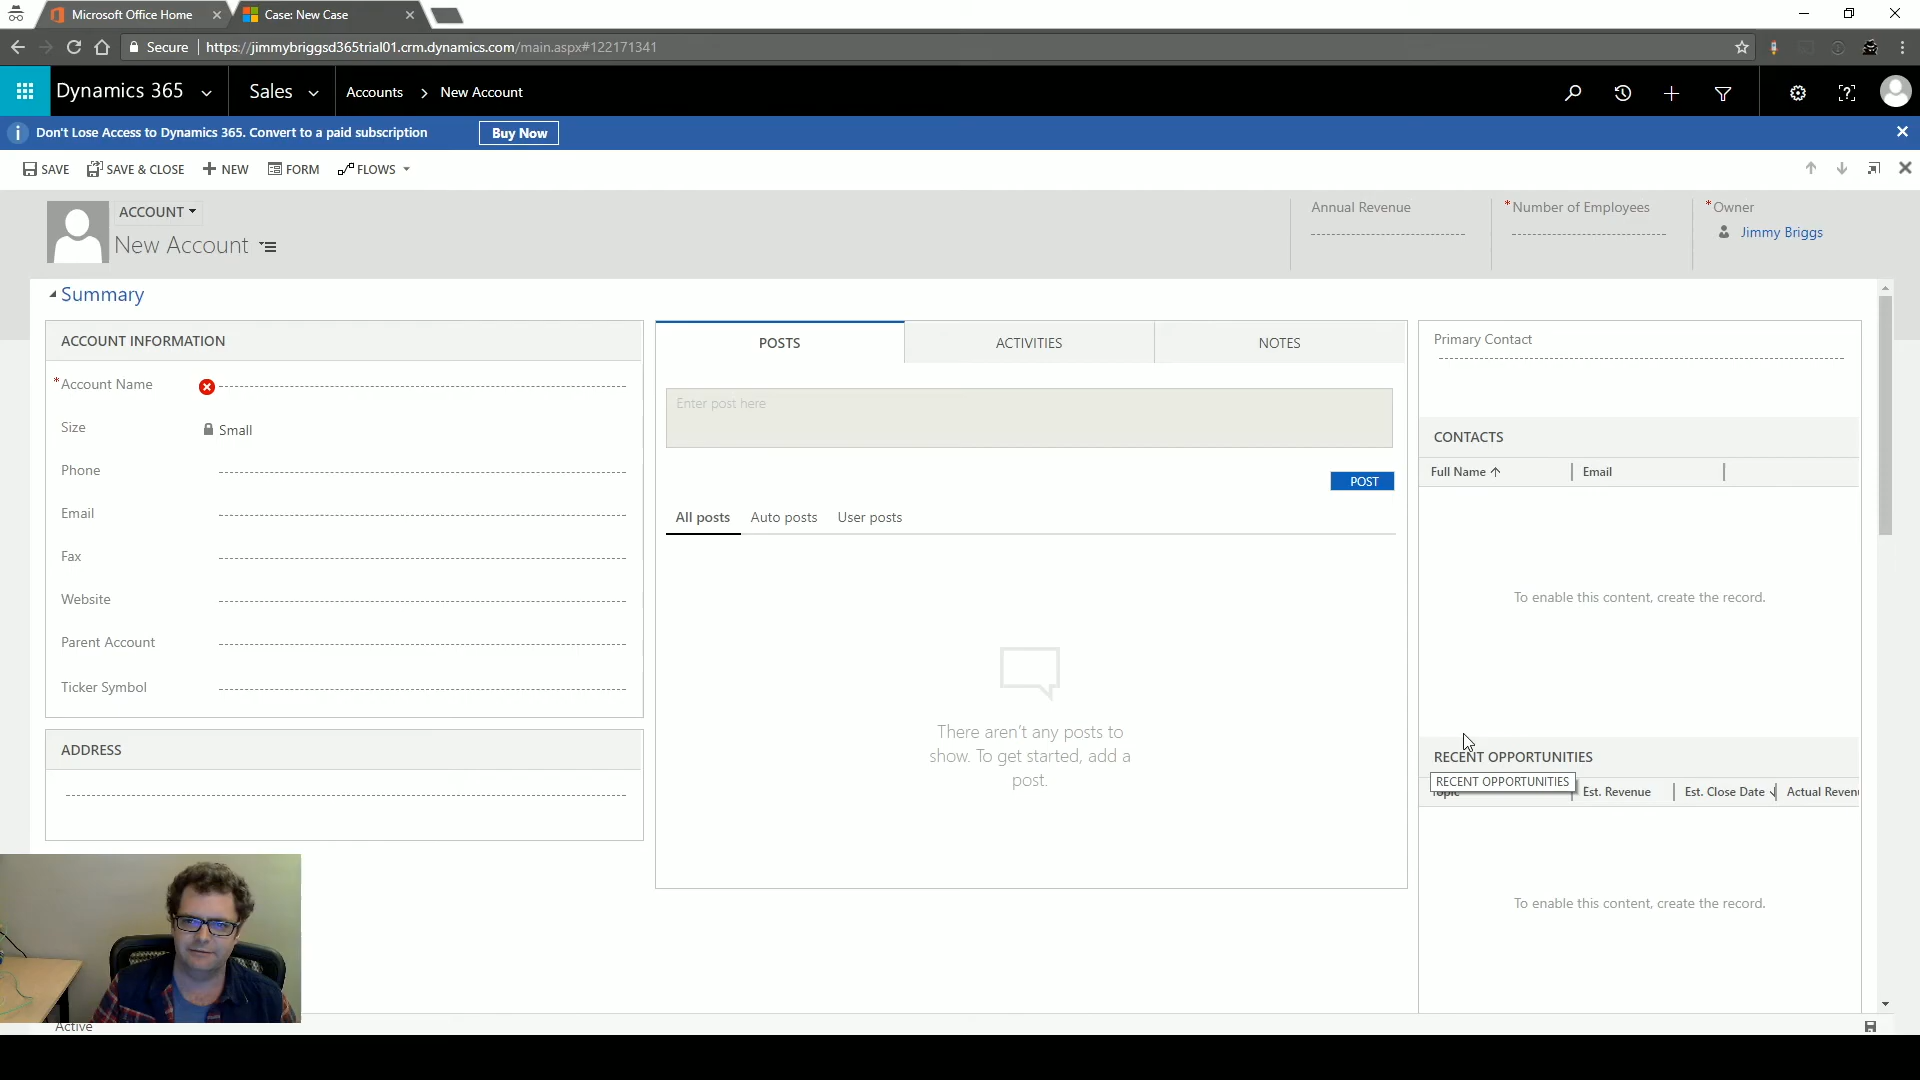 Microsoft Office Home
Case: New Case
Secure
https://jimmybriggsd365trial01.crm.dynamics.com/main.aspx#122171341
Dynamics 365
Sales
Accounts > New Account
Don't Lose Access to Dynamics 365. Convert to a paid subscription
Buy Now
SAVE
SAVE & CLOSE
NEW
FORM
FLOWS
ACCOUNT
New Account
Annual Revenue
*Number of Employees
*Owner
Jimmy Briggs
Summary
ACCOUNT INFORMATION
*Account Name
Size
Small
Phone
Email
Fax
Website
Parent Account
Ticker Symbol
ADDRESS
POSTS
ACTIVITIES
NOTES
Enter post here
POST
All posts
Auto posts
User posts
There aren't any posts to
show. To get started, add a
post.
Primary Contact
CONTACTS
Full Name
Email
To enable this content, create the record.
RECENT OPPORTUNITIES
RECENT OPPORTUNITIES
Est. Revenue
Est. Close Date
Actual Revenu
To enable this content, create the record.
Active